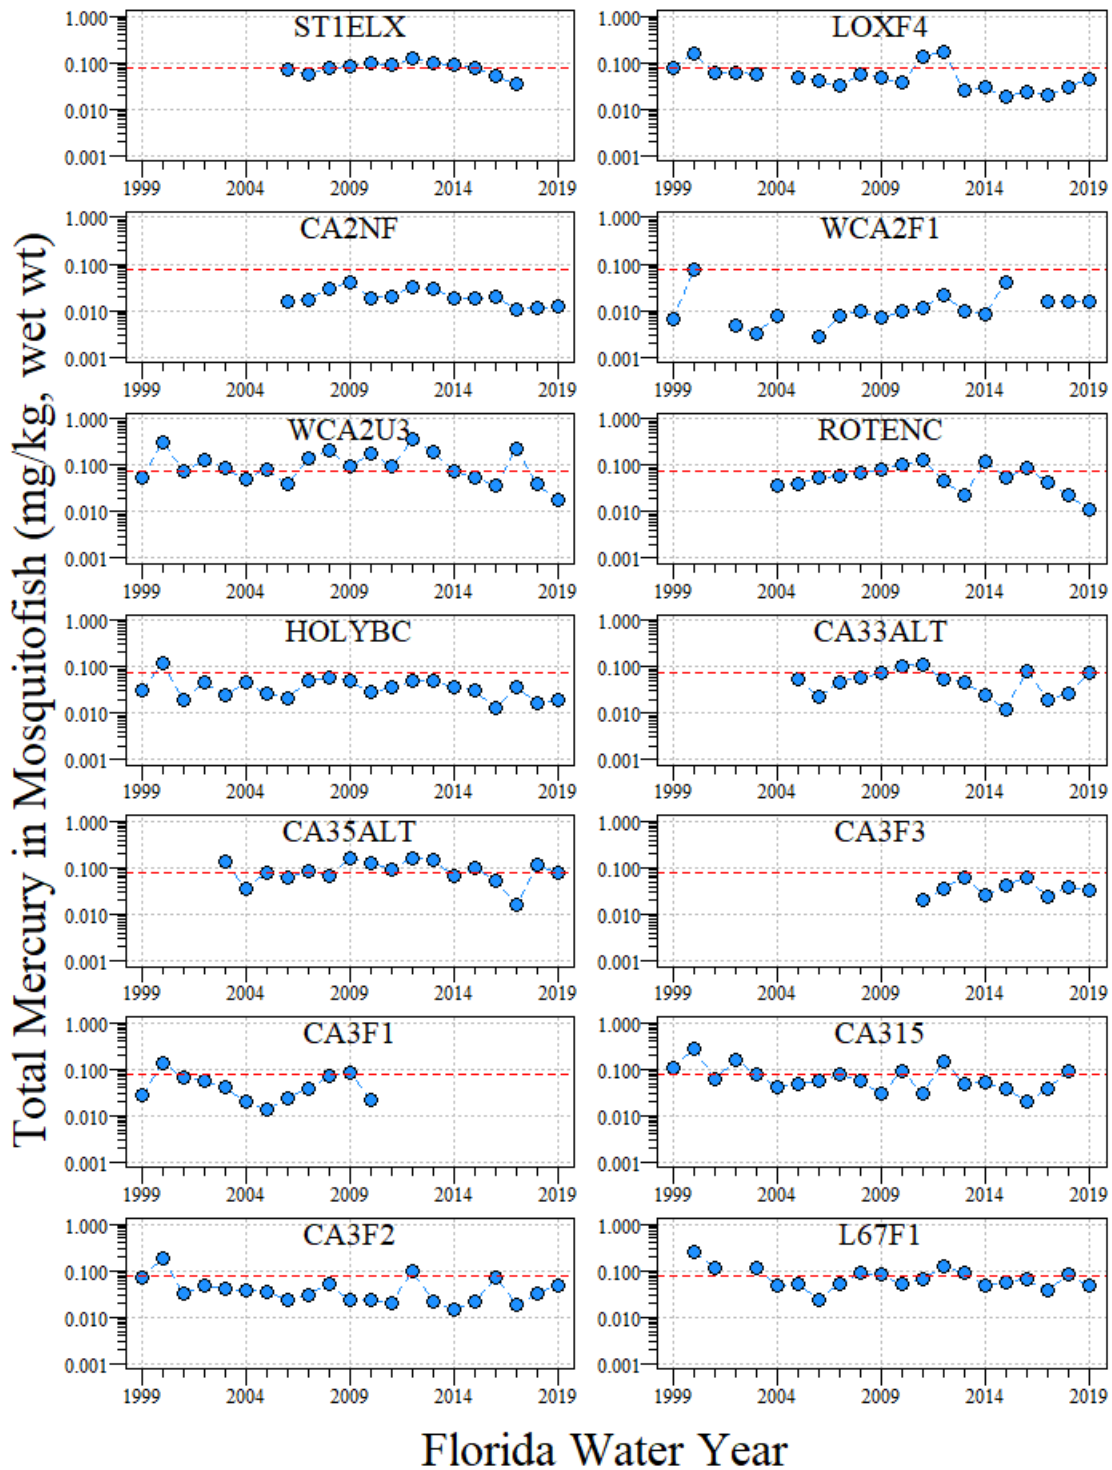 Total Mercury in Mosquitofish (mg/kg, wet wt)
ST1ELX
1.000
0.100
0.010
0.001
1999 2004 2009 2014 2019
LOXF4
1.000
0.100
0.010
0.001
1999 2004 2009 2014 2019
CA2NF
1.000
0.100
0.010
0.001
1999 2004 2009 2014 2019
WCA2F1
1.000
0.100
0.010
0.001
1999 2004 2009 2014 2019
WCA2U3
1.000
0.100
0.010
0.001
1999 2004 2009 2014 2019
ROTENC
1.000
0.100
0.010
0.001
1999 2004 2009 2014 2019
HOLYBC
1.000
0.100
0.010
0.001
1999 2004 2009 2014 2019
CA33ALT
1.000
0.100
0.010
0.001
1999 2004 2009 2014 2019
CA35ALT
1.000
0.100
0.010
0.001
1999 2004 2009 2014 2019
CA3F3
1.000
0.100
0.010
0.001
1999 2004 2009 2014 2019
CA3F1
1.000
0.100
0.010
0.001
1999 2004 2009 2014 2019
CA315
1.000
0.100
0.010
0.001
1999 2004 2009 2014 2019
CA3F2
1.000
0.100
0.010
0.001
1999 2004 2009 2014 2019
L67F1
1.000
0.100
0.010
0.001
1999 2004 2009 2014 2019
Florida Water Year